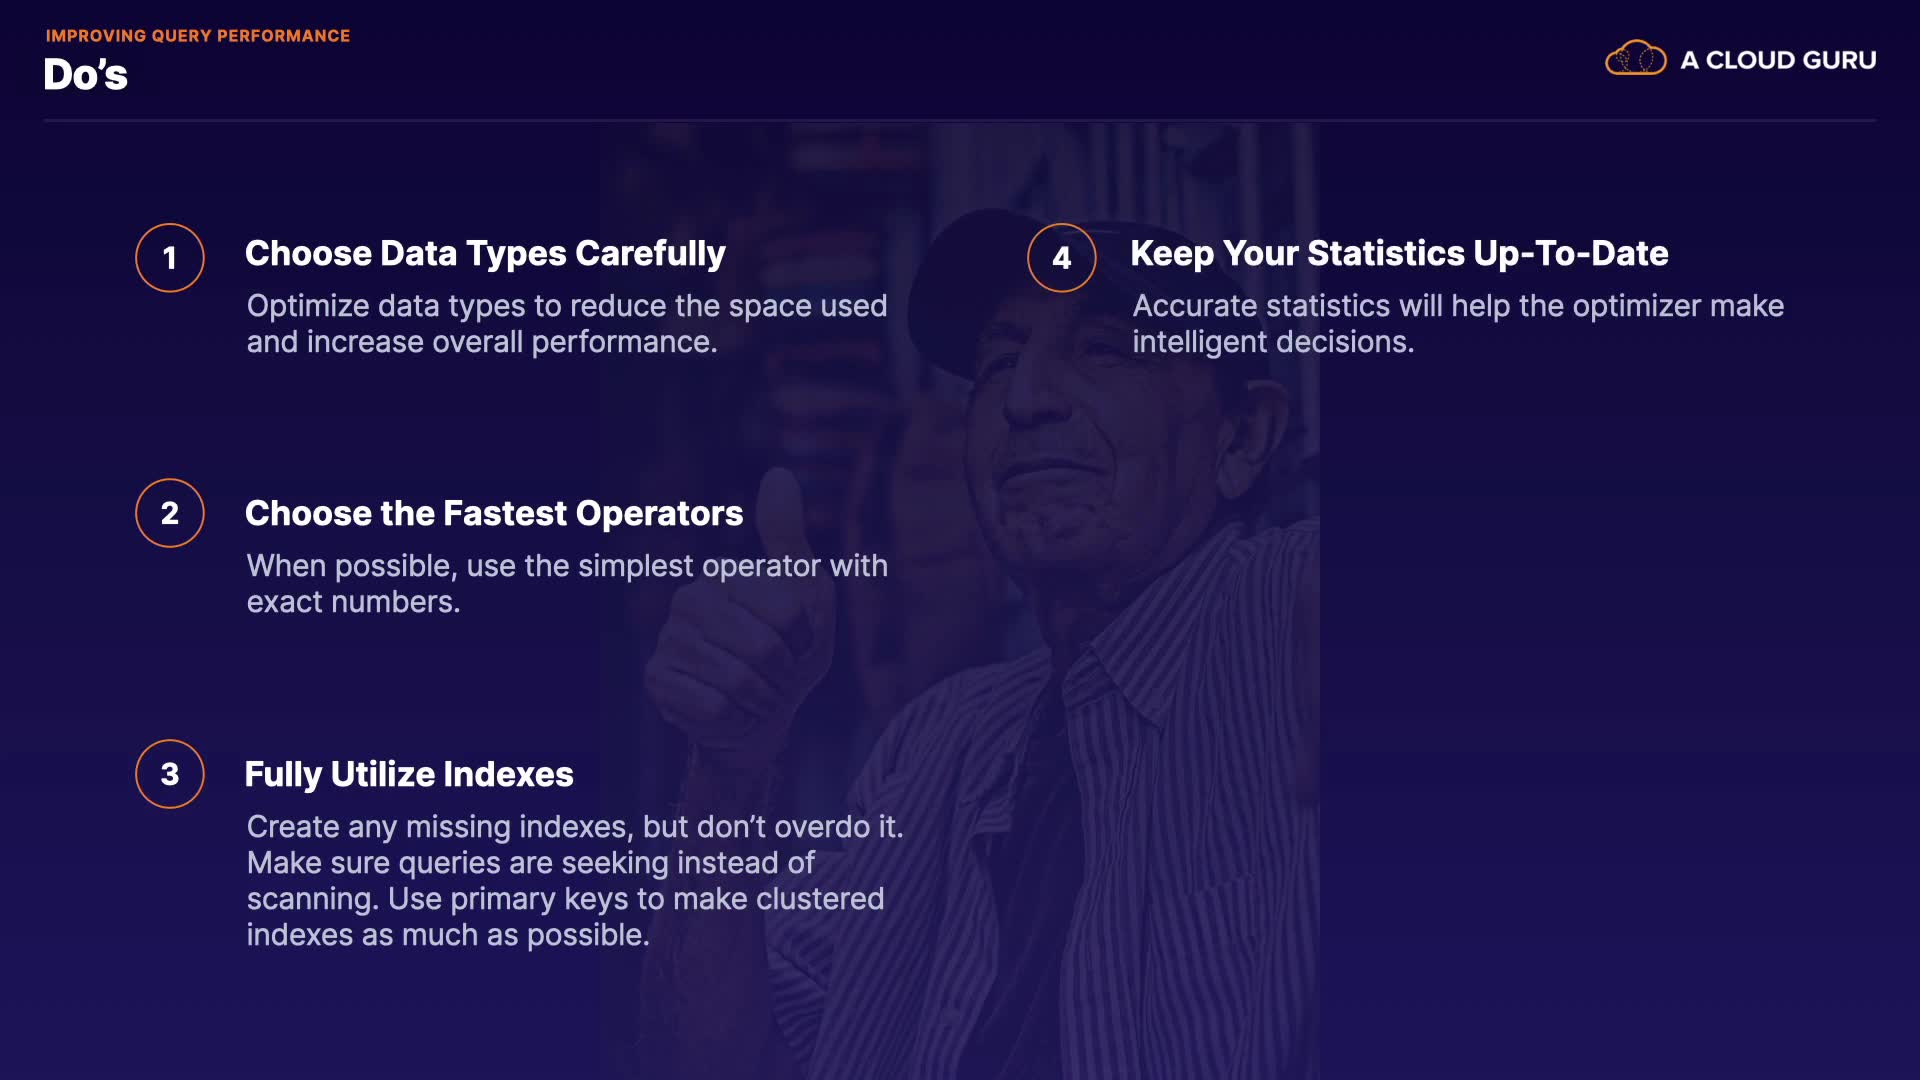 IMPROVING QUERY PERFORMANCE
Do’s
A CLOUD GURU
1
Choose Data Types Carefully
Optimize data types to reduce the space used
and increase overall performance.
2
Choose the Fastest Operators
When possible, use the simplest operator with
exact numbers.
3
Fully Utilize Indexes
Create any missing indexes, but don’t overdo it.
Make sure queries are seeking instead of
scanning. Use primary keys to make clustered
indexes as much as possible.
4
Keep Your Statistics Up-To-Date
Accurate statistics will help the optimizer make
intelligent decisions.